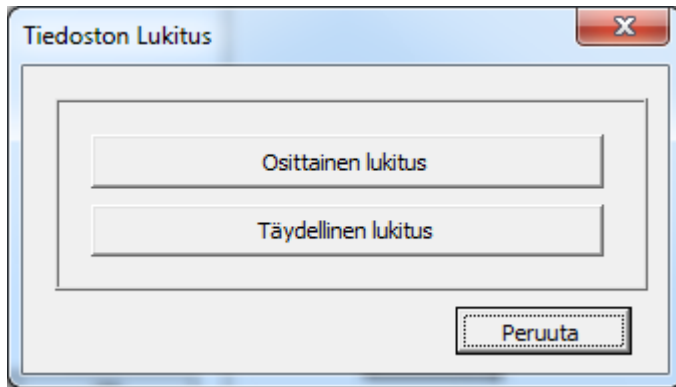 Tiedoston Lukitus
Osittainen lukitus
Täydellinen lukitus
Peruuta